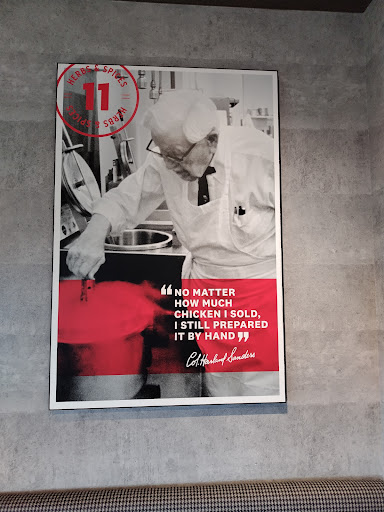 HERBS & SPICES
11
HERBS & SPICES
“NO MATTER
HOW MUCH
CHICKEN I SOLD,
I STILL PREPARED
IT BY HAND”
Col. Harland Sanders